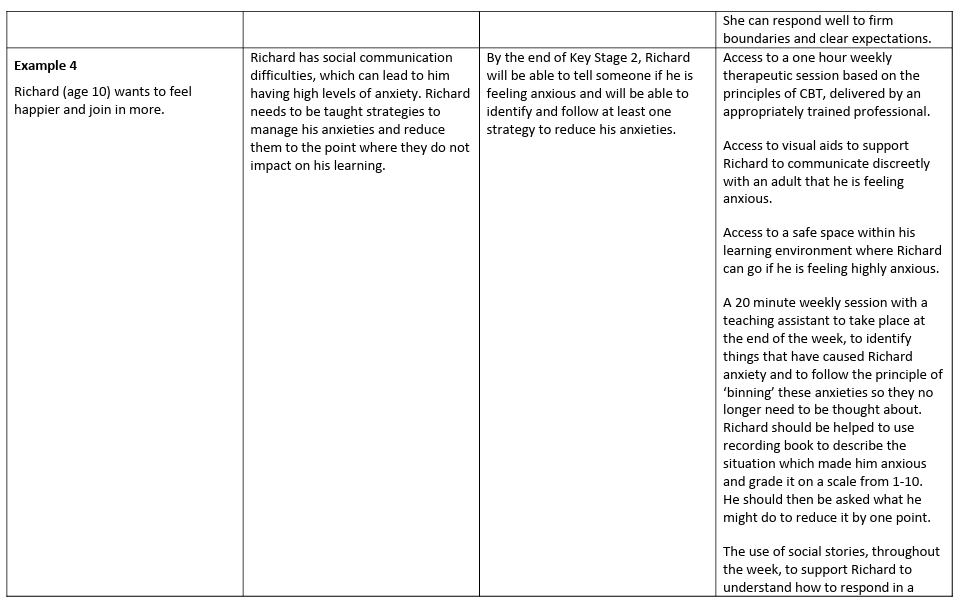 She can respond well to firm
boundaries and clear expectations.
Example 4
Richard (age 10) wants to feel
happier and join in more.
Richard has social communication
difficulties, which can lead to him
having high levels of anxiety. Richard
needs to be taught strategies to
manage his anxieties and reduce
them to the point where they do not
impact on his learning.
By the end of Key Stage 2, Richard
will be able to tell someone if he is
feeling anxious and will be able to
identify and follow at least one
strategy to reduce his anxieties.
Access to a one hour weekly
therapeutic session based on the
principles of CBT, delivered by an
appropriately trained professional.
Access to visual aids to support
Richard to communicate discreetly
with an adult that he is feeling
anxious.
Access to a safe space within his
learning environment where Richard
can go if he is feeling highly anxious.
A 20 minute weekly session with a
teaching assistant to take place at
the end of the week, to identify
things that have caused Richard
anxiety and to follow the principle of
‘binning’ these anxieties so they no
longer need to be thought about.
Richard should be helped to use
recording book to describe the
situation which made him anxious
and grade it on a scale from 1-10.
He should then be asked what he
might do to reduce it by one point.
The use of social stories, throughout
the week, to support Richard to
understand how to respond in a